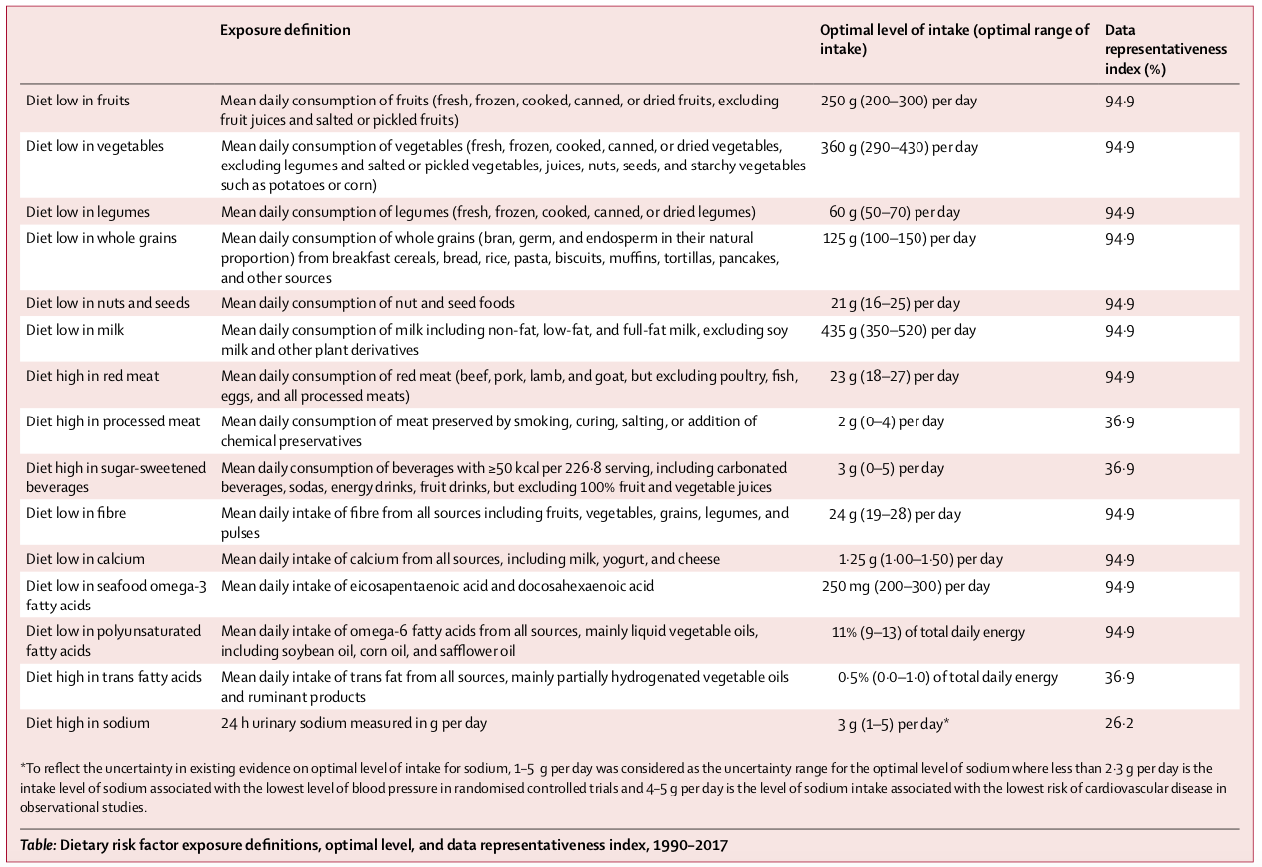 Exposure definition Optimal level of intake (optimal range of intake) Data representativeness index (%)
Diet low in fruits Mean daily consumption of fruits (fresh, frozen, cooked, canned, or dried fruits, excluding 250 g (200–300) per day 94·9
fruit juices and salted or pickled fruits)
Diet low in vegetables Mean daily consumption of vegetables (fresh, frozen, cooked, canned, or dried vegetables, 360 g (290–430) per day 94·9
excluding legumes and salted or pickled vegetables, juices, nuts, seeds, and starchy vegetables
such as potatoes or corn)
Diet low in legumes Mean daily consumption of legumes (fresh, frozen, cooked, canned, or dried legumes) 60 g (50–70) per day 94·9
Diet low in whole grains Mean daily consumption of whole grains (bran, germ, and endosperm in their natural 125 g (100–150) per day 94·9
proportion) from breakfast cereals, bread, rice, pasta, biscuits, muffins, tortillas, pancakes,
and other sources
Diet low in nuts and seeds Mean daily consumption of nut and seed foods 21 g (16–25) per day 94·9
Diet low in milk Mean daily consumption of milk including non-fat, low-fat, and full-fat milk, excluding soy 435 g (350–520) per day 94·9
milk and other plant derivatives
Diet high in red meat Mean daily consumption of red meat (beef, pork, lamb, and goat, but excluding poultry, fish, 23 g (18–27) per day 94·9
eggs, and all processed meats)
Diet high in processed meat Mean daily consumption of meat preserved by smoking, curing, salting, or addition of 2 g (0–4) per day 36·9
chemical preservatives
Diet high in sugar-sweetened Mean daily consumption of beverages with ≥50 kcal per 226·8 serving, including carbonated 3 g (0–5) per day 36·9
beverages beverages, sodas, energy drinks, fruit drinks, but excluding 100% fruit and vegetable juices
Diet low in fibre Mean daily intake of fibre from all sources including fruits, vegetables, grains, legumes, and 24 g (19–28) per day 94·9
pulses
Diet low in calcium Mean daily intake of calcium from all sources, including milk, yogurt, and cheese 1·25 g (1·00–1·50) per day 94·9
Diet low in seafood omega-3 Mean daily intake of eicosapentaenoic acid and docosahexaenoic acid 250 mg (200–300) per day 94·9
fatty acids
Diet low in polyunsaturated Mean daily intake of omega-6 fatty acids from all sources, mainly liquid vegetable oils, 11% (9–13) of total daily energy 94·9
fatty acids including soybean oil, corn oil, and safflower oil
Diet high in trans fatty acids Mean daily intake of trans fat from all sources, mainly partially hydrogenated vegetable oils 0·5% (0·0–1·0) of total daily energy 36·9
and ruminant products
Diet high in sodium 24 h urinary sodium measured in g per day 3 g (1–5) per day* 26·2
*To reflect the uncertainty in existing evidence on optimal level of intake for sodium, 1–5 g per day was considered as the uncertainty range for the optimal level of sodium where less than 2·3 g per day is the
intake level of sodium associated with the lowest level of blood pressure in randomised controlled trials and 4–5 g per day is the level of sodium intake associated with the lowest risk of cardiovascular disease in
observational studies.
Table: Dietary risk factor exposure definitions, optimal level, and data representativeness index, 1990–2017